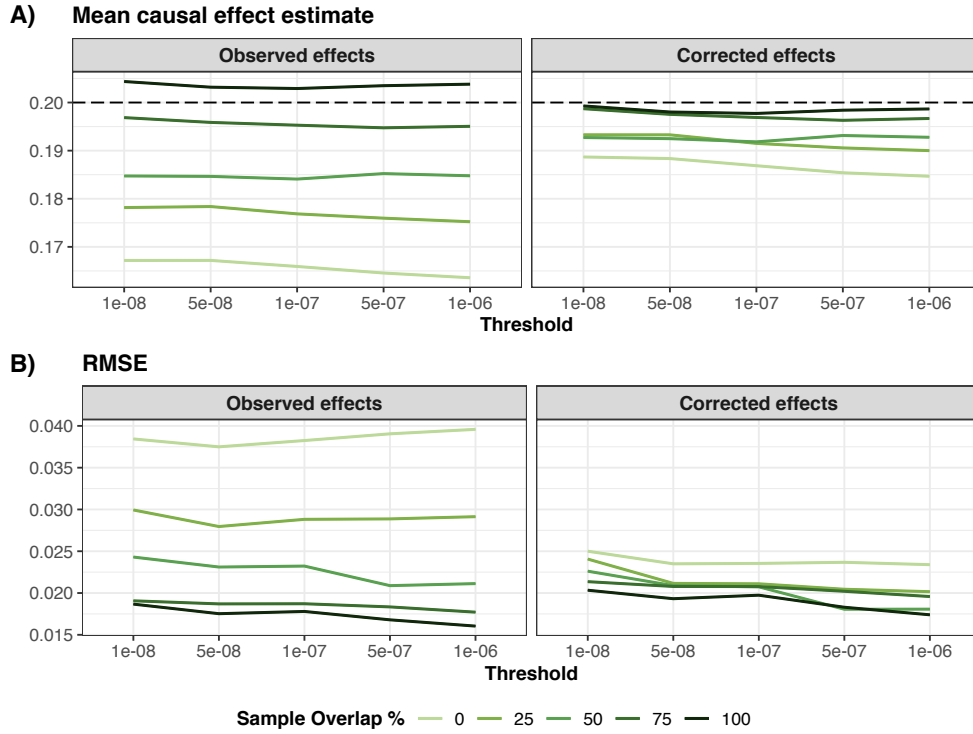 A) Mean causal effect estimate
Observed effects Corrected effects
0.20
0.19
0.18
0.17
1e-08 5e-08 1e-07 5e-07 1e-06 1e-08 5e-08 1e-07 5e-07 1e-06
Threshold
B) RMSE
Observed effects Corrected effects
0.040
0.035
0.030
0.025
0.020
0.015
1e-08 5e-08 1e-07 5e-07 1e-06 1e-08 5e-08 1e-07 5e-07 1e-06
Threshold
Sample Overlap % 0 25 50 75 100